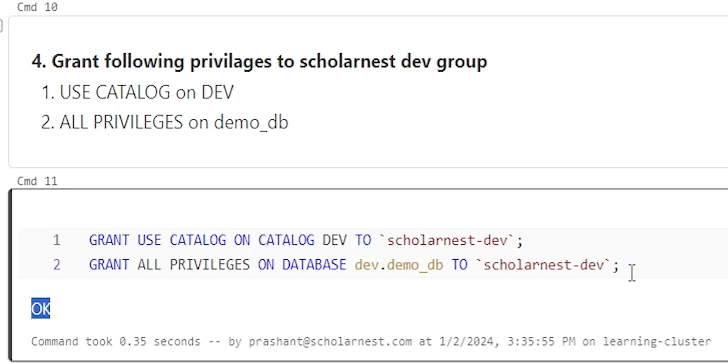 Cmd 10
4. Grant following privilages to scholarnest dev group
1. USE CATALOG on DEV
2. ALL PRIVILEGES on demo_db
Cmd 11
1 GRANT USE CATALOG ON CATALOG DEV TO `scholarnest-dev`;
2 GRANT ALL PRIVILEGES ON DATABASE dev.demo_db TO `scholarnest-dev`;
OK
Command took 0.35 seconds -- by prashant@scholarnest.com at 1/2/2024, 3:35:55 PM on learning-cluster